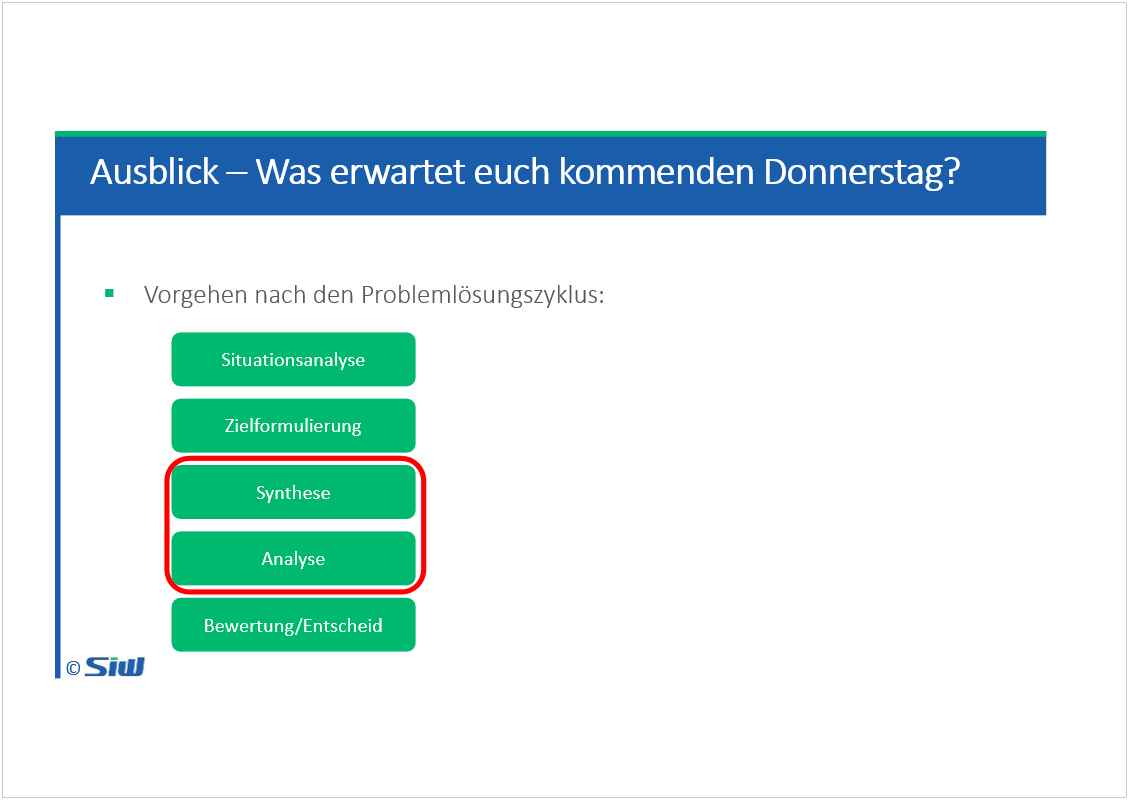 Ausblick – Was erwartet euch kommenden Donnerstag?
Vorgehen nach den Problemlösungszyklus:
Situationsanalyse
Zielformulierung
Synthese
Analyse
Bewertung/Entscheid
© SIW